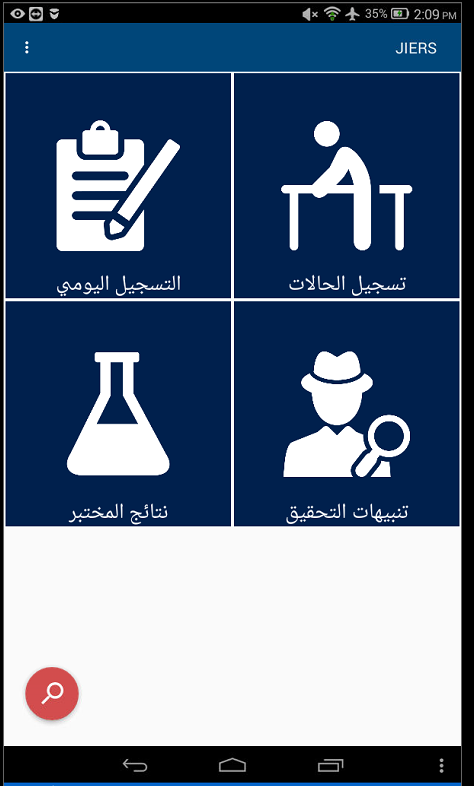 35% 2:09 PM
JIERS
تسجيل الحالات
التسجيل اليومي
تنبيهات التحقيق
نتائج المختبر